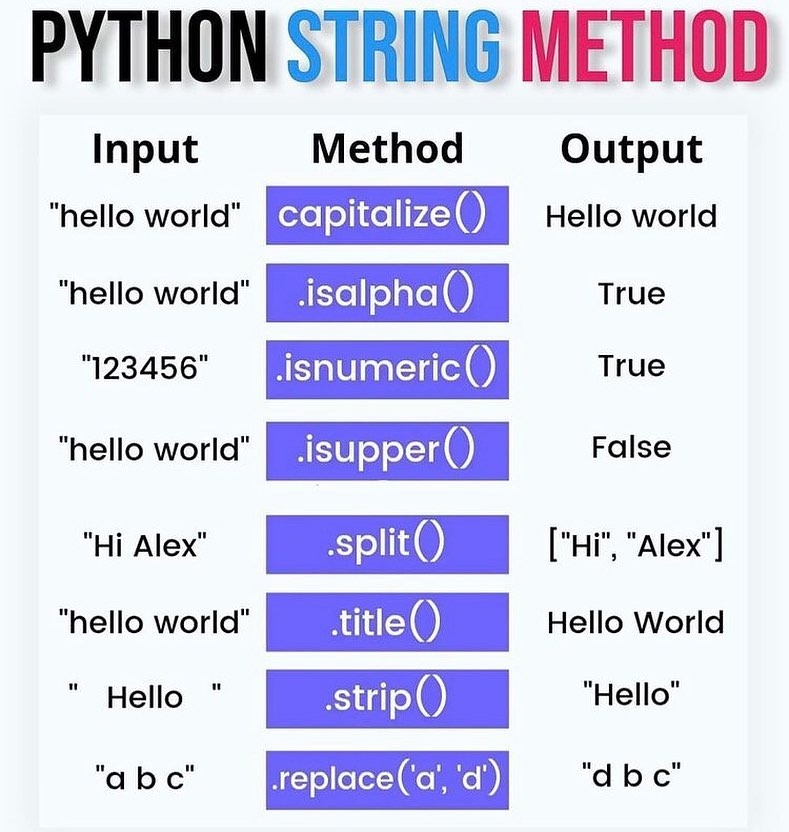 PYTHON STRING METHOD
Input Method Output
"hello world" capitalize() Hello world
"hello world" .isalpha() True
"123456" .isnumeric() True
"hello world" .isupper() False
"Hi Alex" .split() ["Hi", "Alex"]
"hello world" .title() Hello World
" Hello " .strip() "Hello"
"a b c" .replace('a', 'd') "d b c"